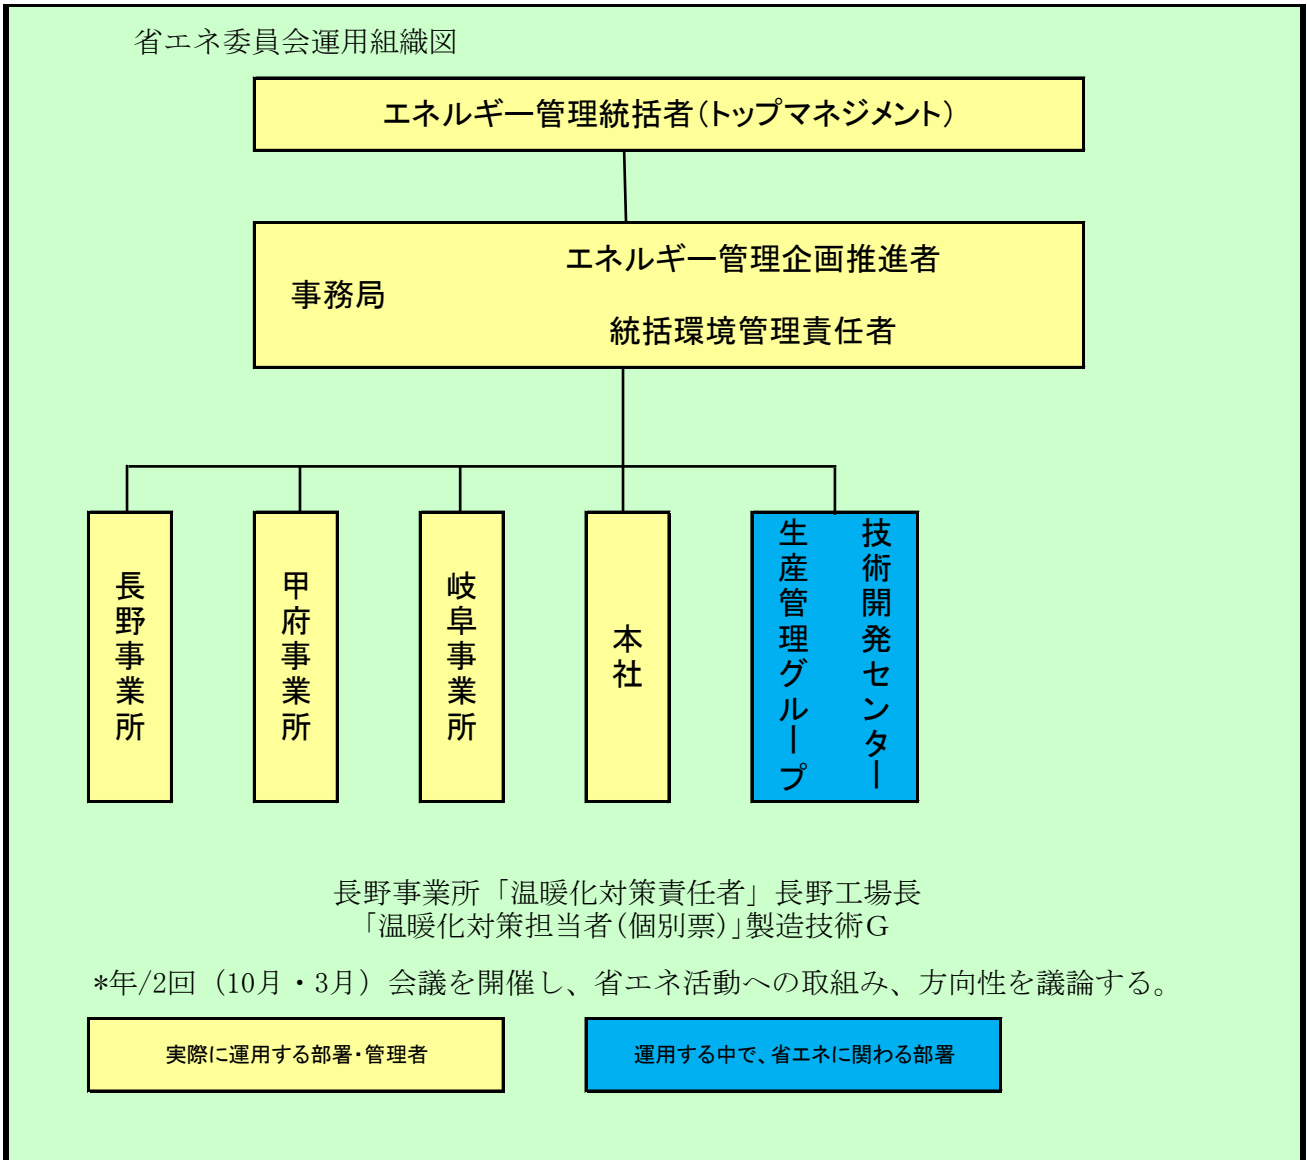 省エネ委員会運用組織図
エネルギー管理統括者(トップマネジメント)
事務局
エネルギー管理企画推進者
統括環境管理責任者
長野事業所
甲府事業所
岐阜事業所
本社
技術開発センター
生産管理グループ
長野事業所「温暖化対策責任者」長野工場長
「温暖化対策担当者(個別票)」製造技術G
*年/2回（10月・3月）会議を開催し、省エネ活動への取組み、方向性を議論する。
実際に運用する部署・管理者
運用する中で、省エネに関わる部署